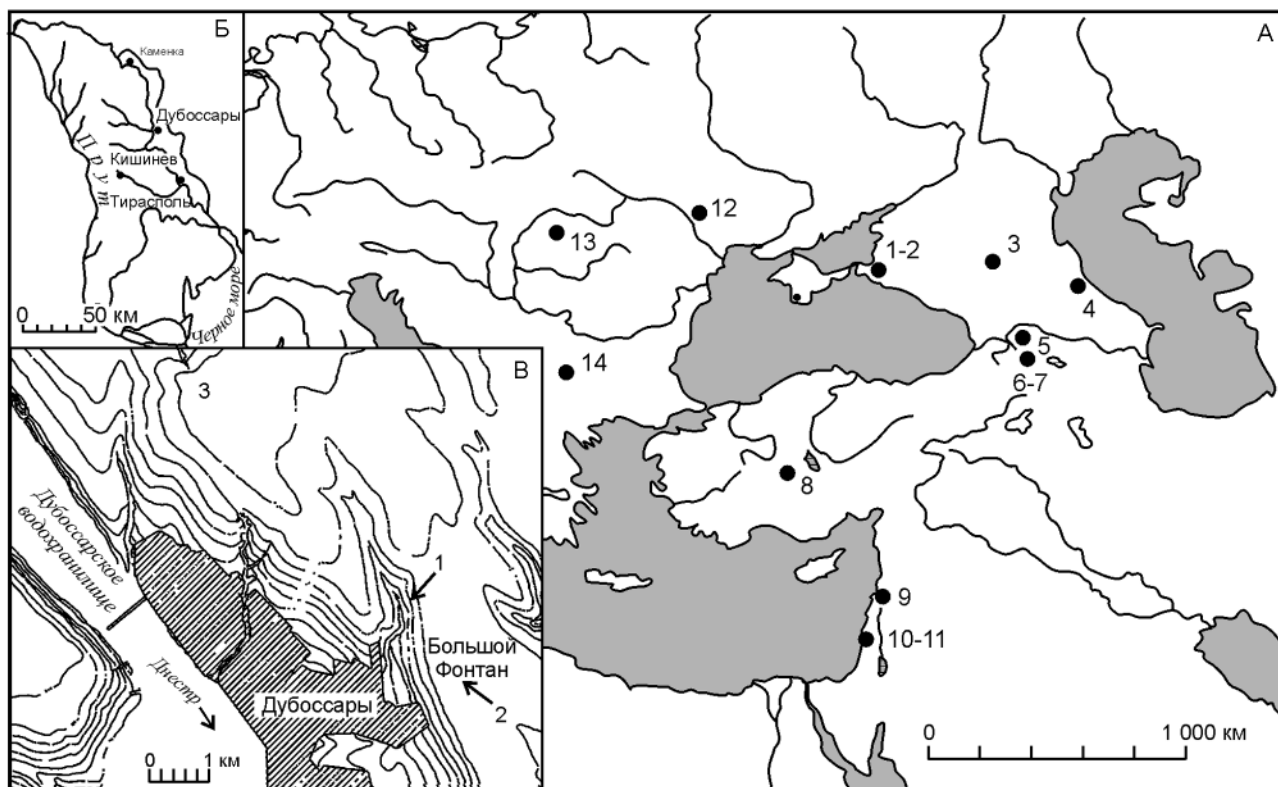 Б
Каменка
Дубоссары
Прут
Кишинев
Тирасполь
0 50 км
Черное море
А
12
13
1-2
3
4
5
6-7
14
8
9
10-11
0 1 000 км
В
3
Дубоссарское
водохранилище
1
Большой
Фонтан
2
Днестр
Дубоссары
0 1 км